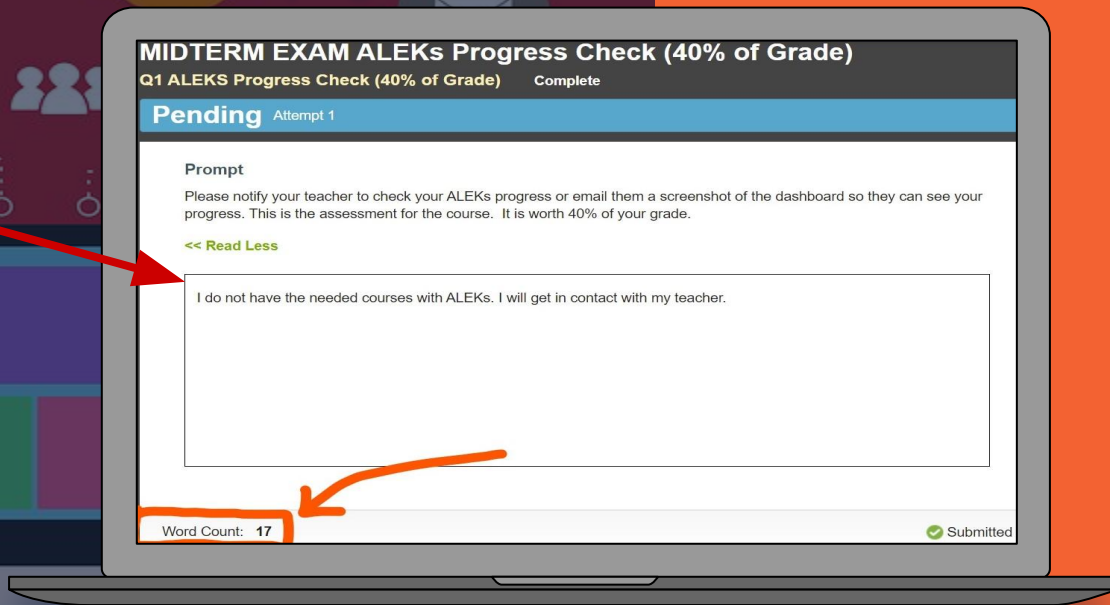 MIDTERM EXAM ALEKs Progress Check (40% of Grade)
Q1 ALEKS Progress Check (40% of Grade) Complete
Pending Attempt 1
Prompt
Please notify your teacher to check your ALEKs progress or email them a screenshot of the dashboard so they can see your
progress. This is the assessment for the course. It is worth 40% of your grade.
<< Read Less
I do not have the needed courses with ALEKs. I will get in contact with my teacher.
Word Count: 17
Submitted